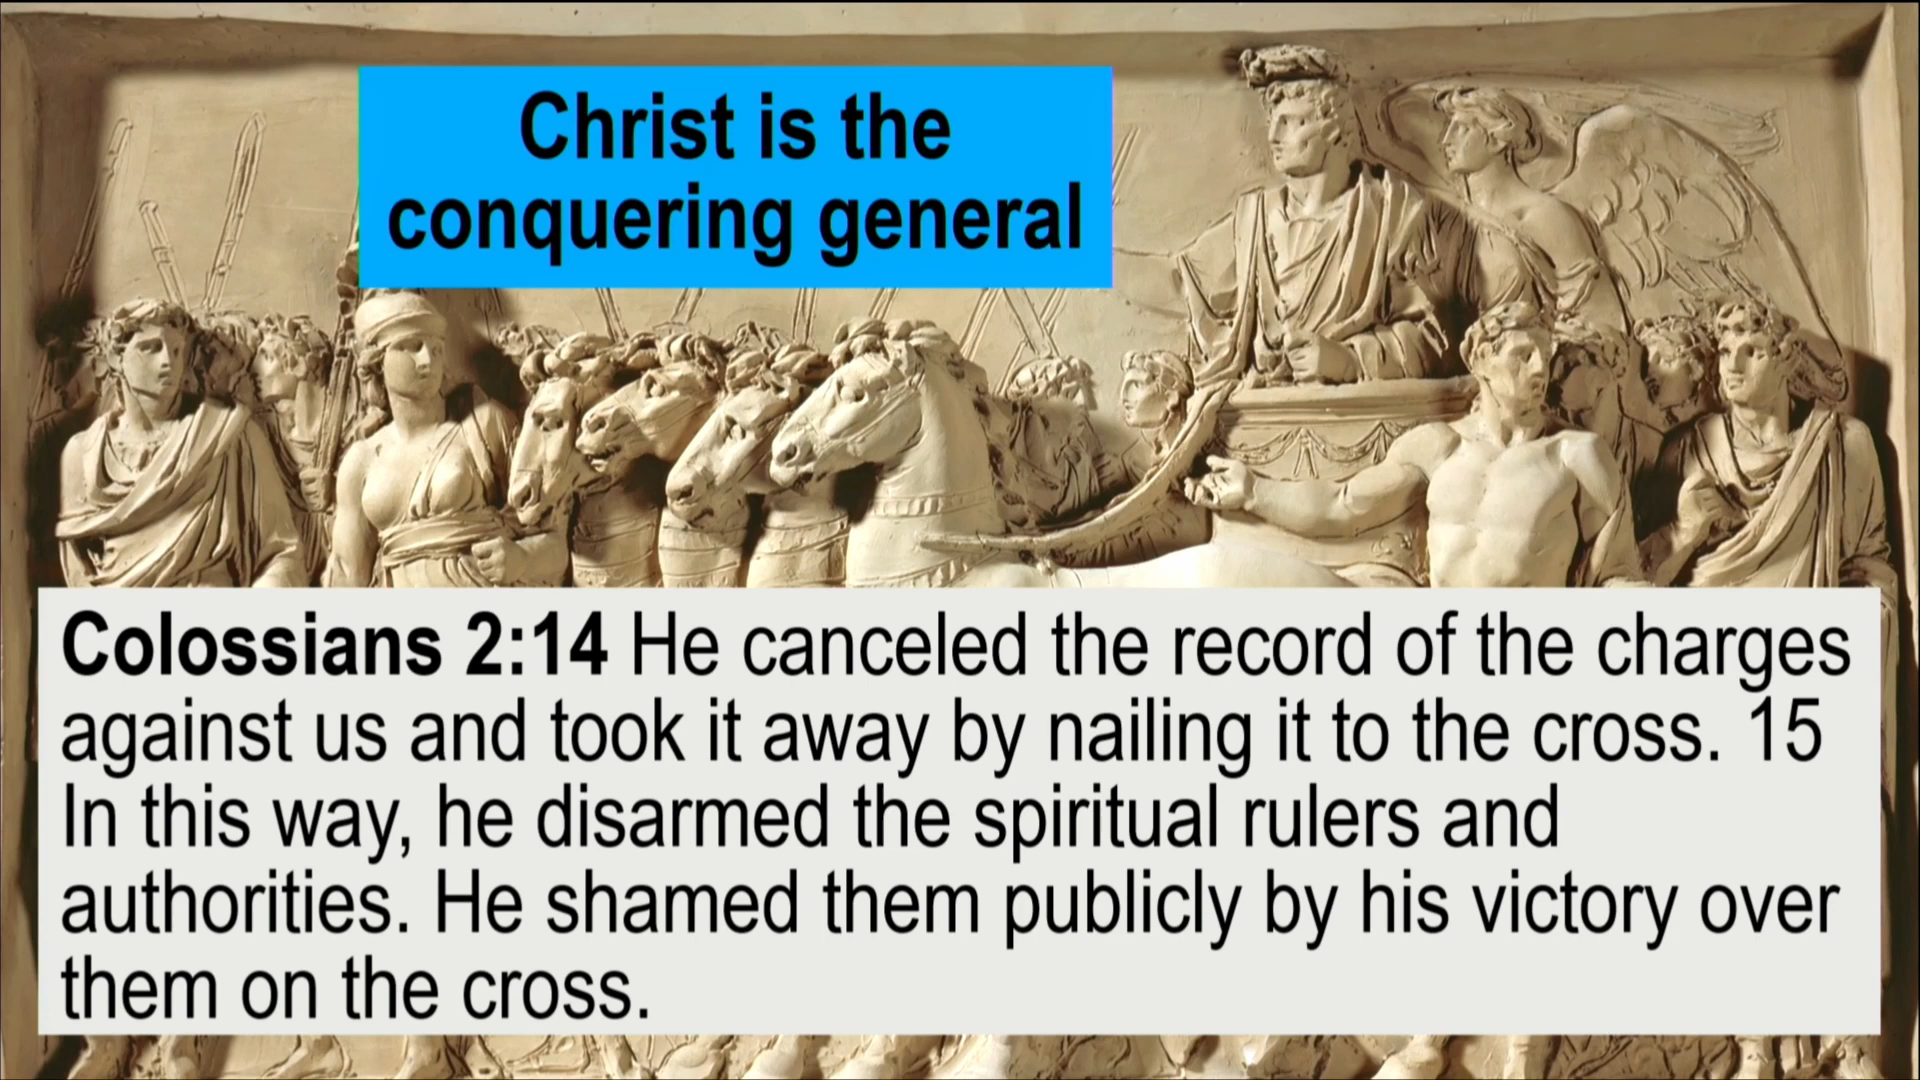 Christ is the
conquering general
Colossians 2:14 He canceled the record of the charges
against us and took it away by nailing it to the cross. 15
In this way, he disarmed the spiritual rulers and
authorities. He shamed them publicly by his victory over
them on the cross.